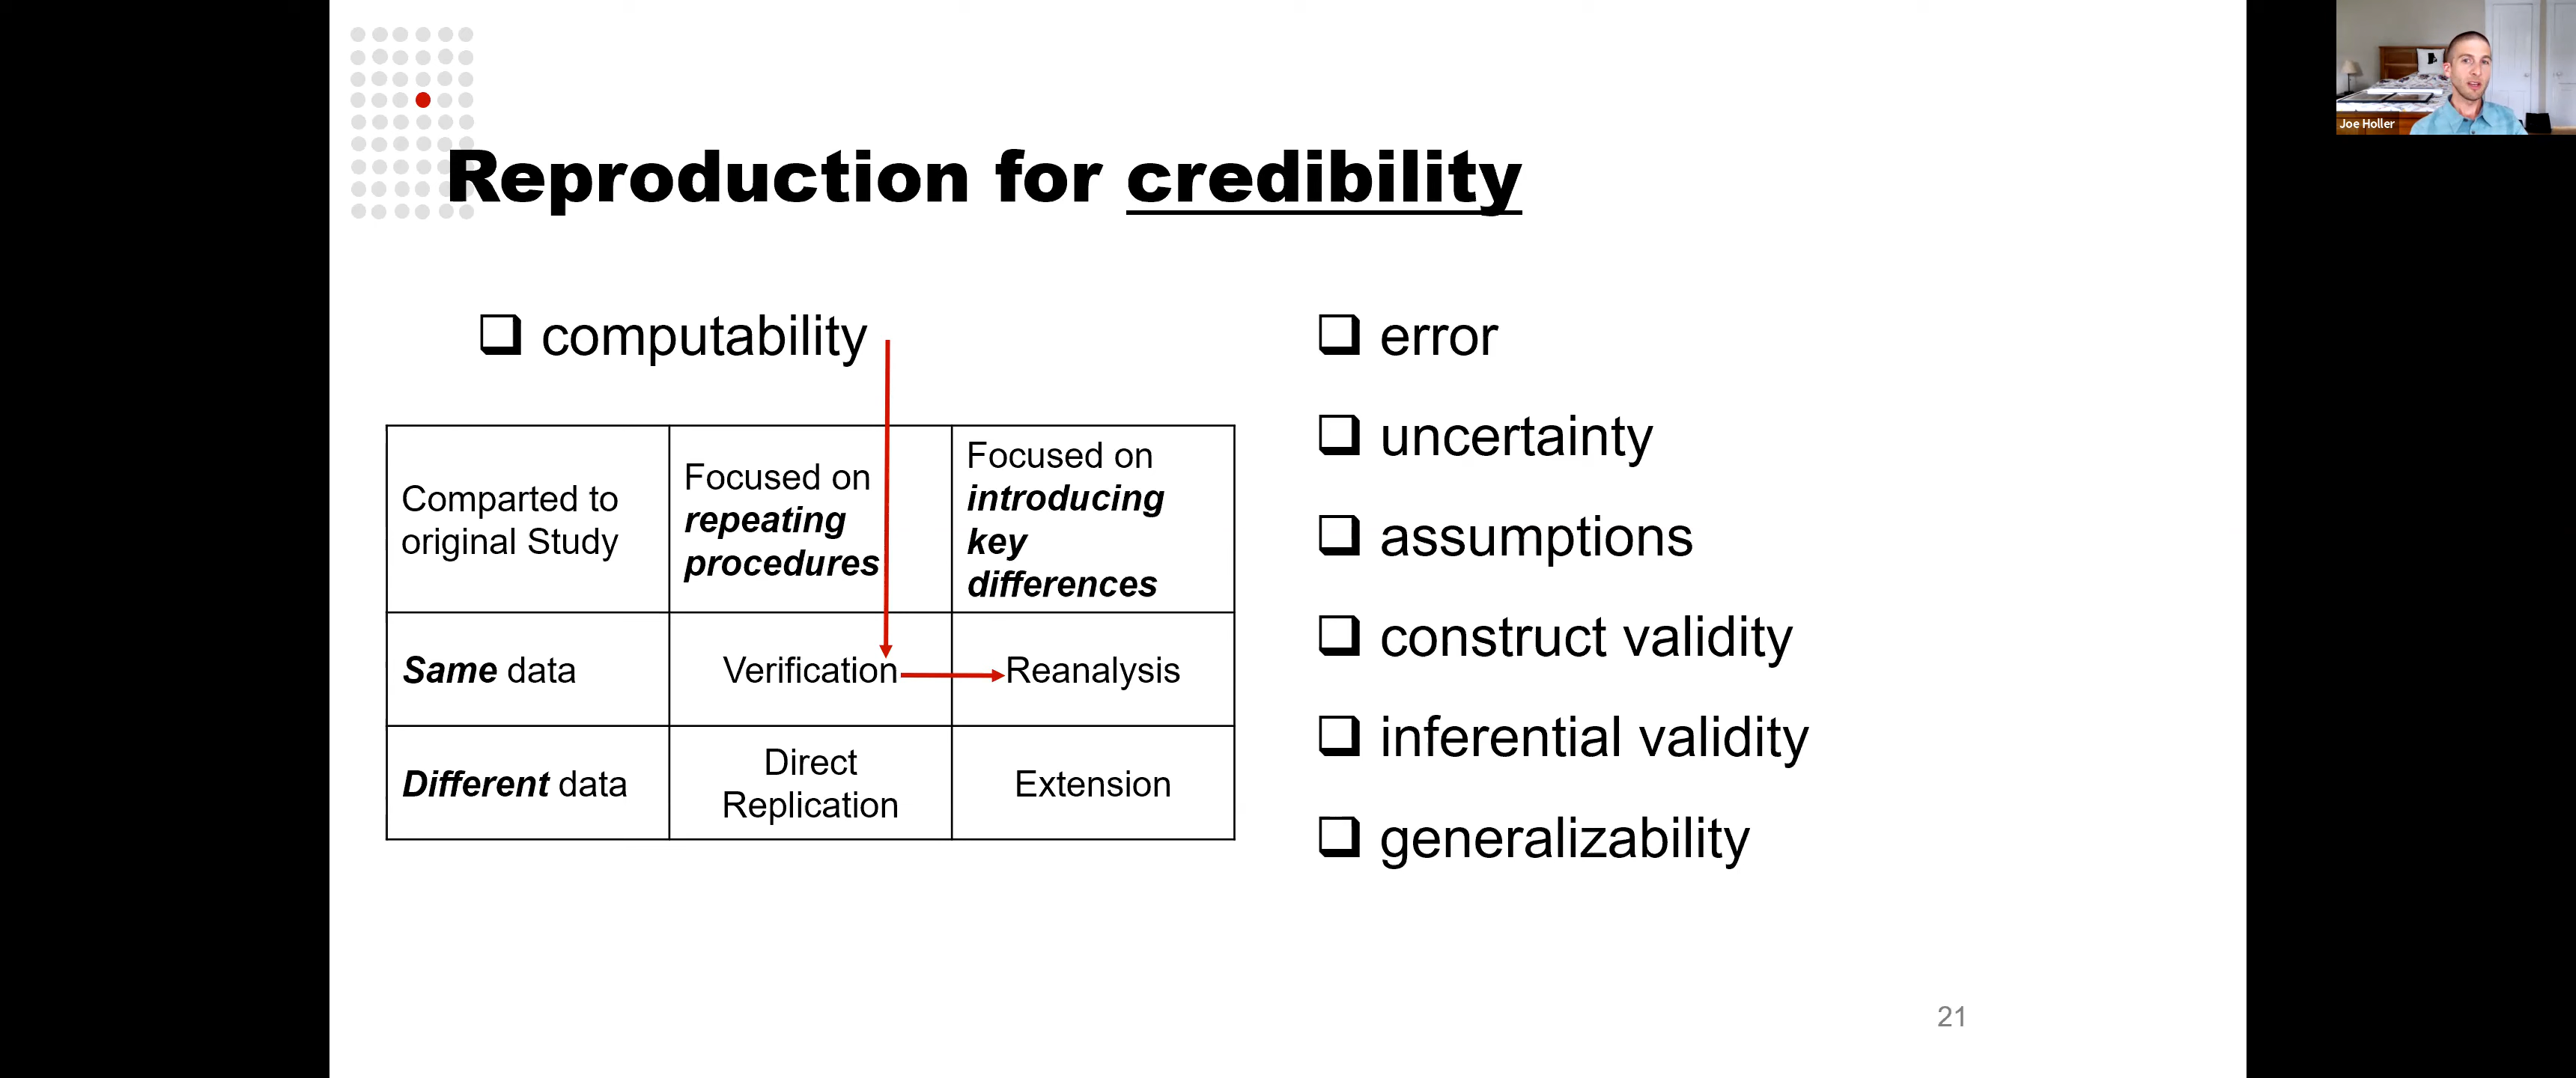 Joe Holler
Reproduction for credibility
❑ computability
Comparted to
original Study
Focused on
repeating
procedures
Focused on
introducing
key
differences
Same data
Verification
Reanalysis
Different data
Direct
Replication
Extension
❑ error
❑ uncertainty
❑ assumptions
❑ construct validity
❑ inferential validity
❑ generalizability
21